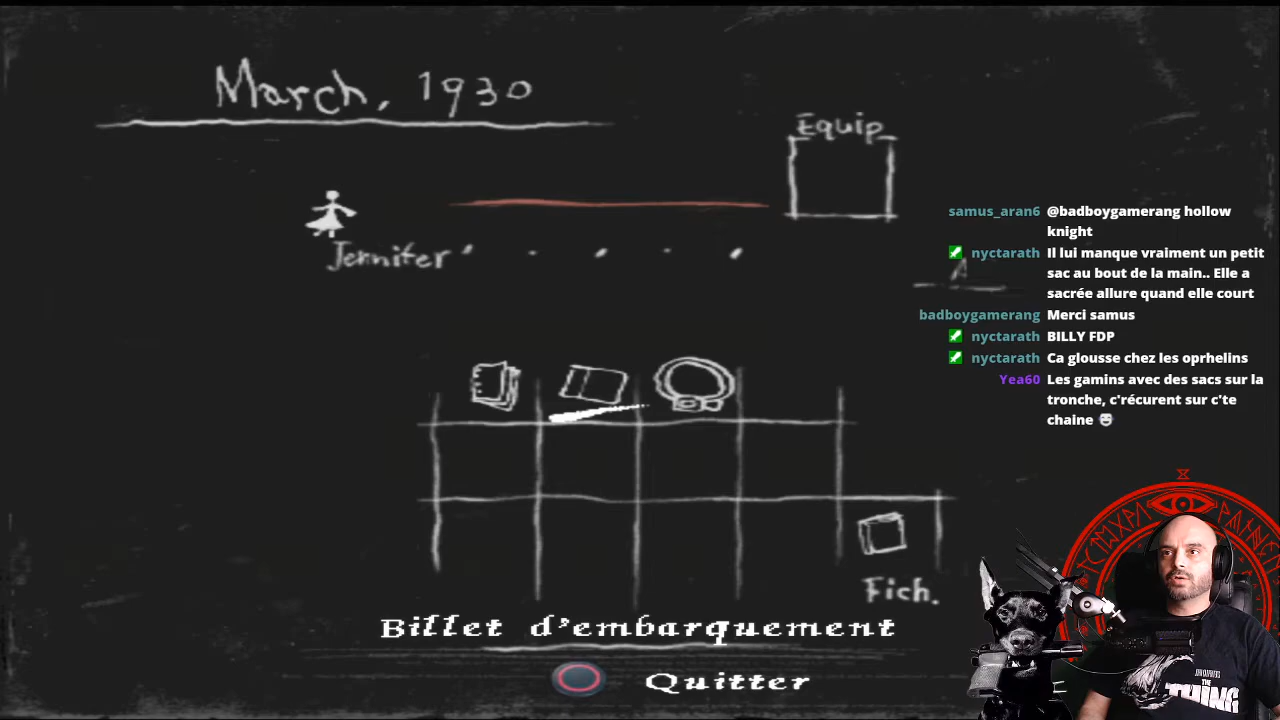 March, 1930
Equip
Jennifer
samus_aran6 @badboygamerang hollow
knight
nyctarath Il lui manque vraiment un petit
sac au bout de la main.. Elle a
sacrée allure quand elle court
badboygamerang Merci samus
nyctarath BILLY FDP
nyctarath Ca glousse chez les oprhelins
Yea60 Les gamins avec des sacs sur la
tronche, c'récurent sur c'te
chaine
Fich.
Billet d'embarquement
Quitter
THE
THING